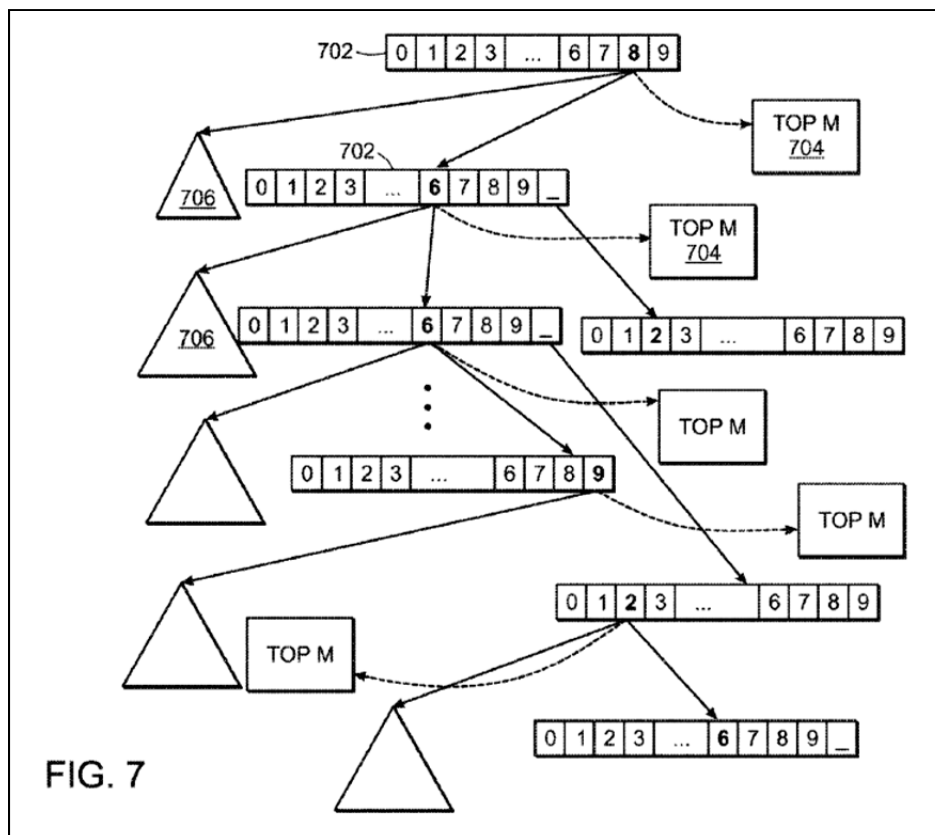 702 0 1 2 3 ... 6 7 8 9
TOP M
704
702
706
0 1 2 3 ... 6 7 8 9 _
TOP M
704
706
0 1 2 3 ... 6 7 8 9 _
0 1 2 3 ... 6 7 8 9
TOP M
0 1 2 3 ... 6 7 8 9
TOP M
0 1 2 3 ... 6 7 8 9
TOP M
0 1 2 3 ... 6 7 8 9 _
FIG. 7